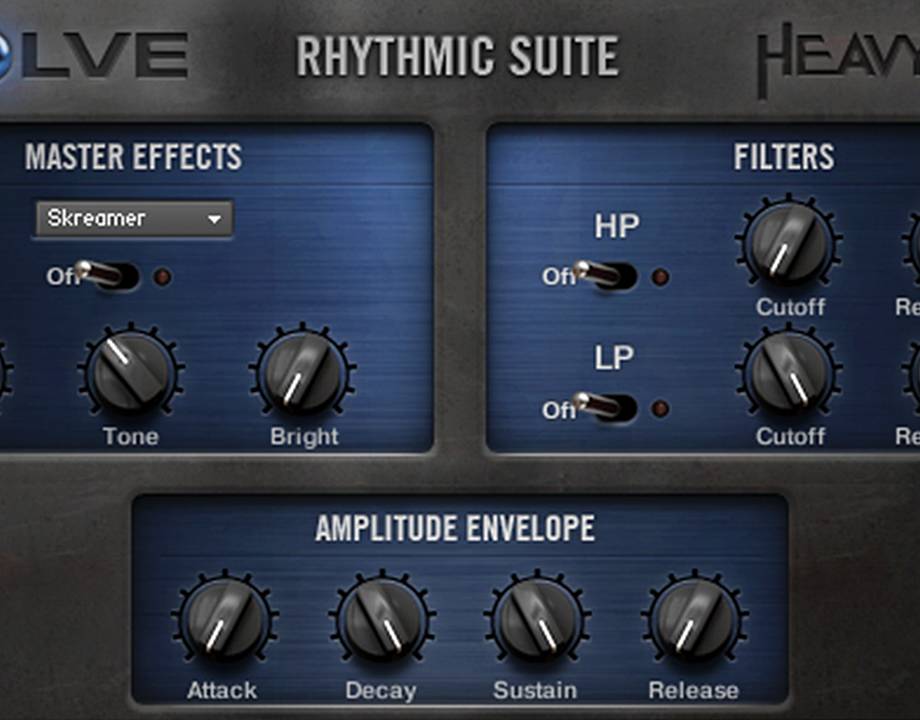 LVE
RHYTHMIC SUITE
HEAVY
MASTER EFFECTS
Skreamer
Off
Tone
Bright
FILTERS
HP
Off
Cutoff
LP
Off
Cutoff
AMPLITUDE ENVELOPE
Attack
Decay
Sustain
Release